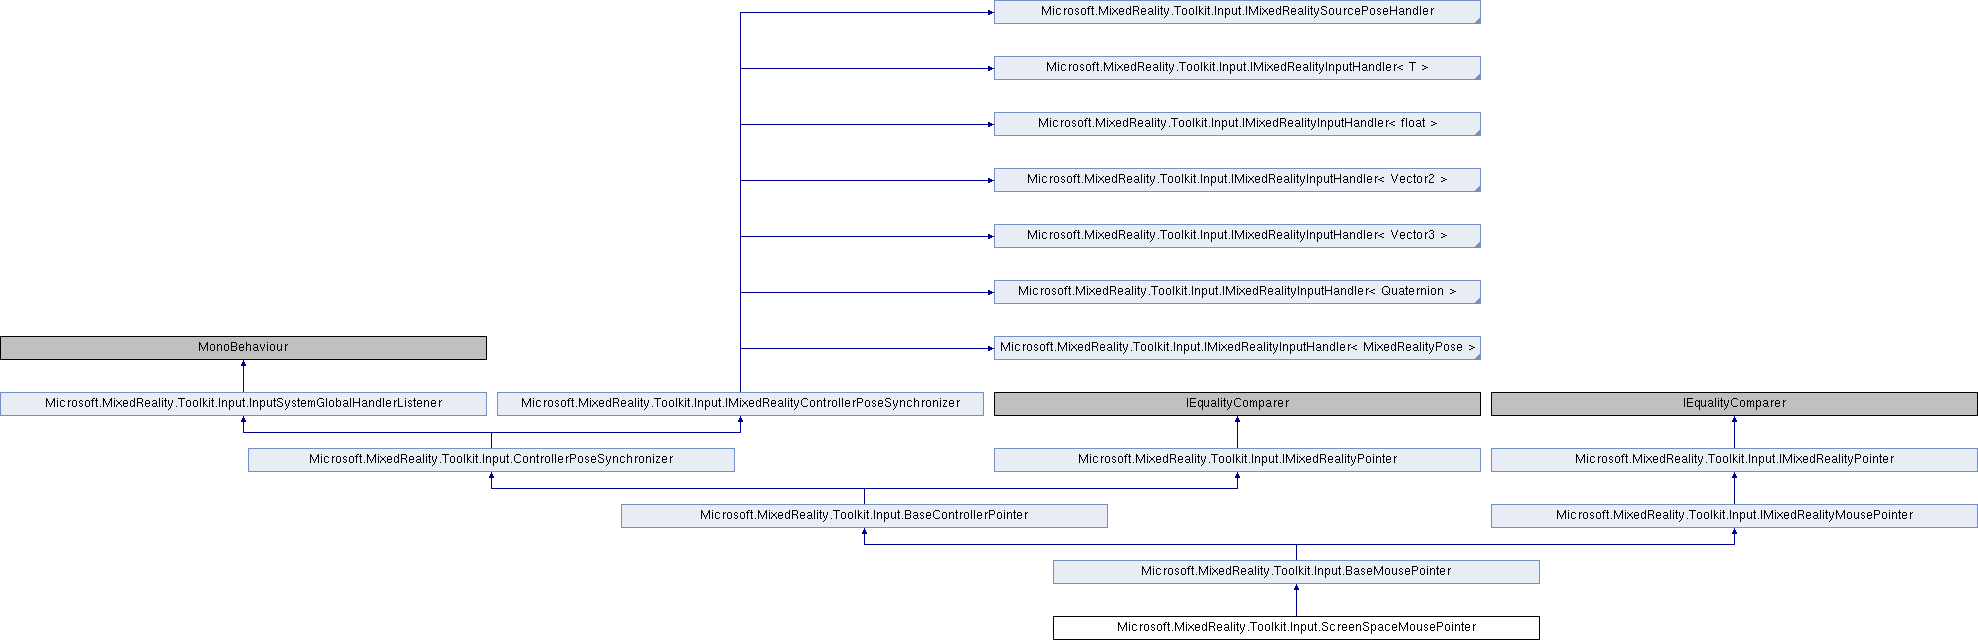 Microsoft.MixedReality.Toolkit.Input.IMixedRealitySourcePoseHandler
Microsoft.MixedReality.Toolkit.Input.IMixedRealityInputHandler< T >
Microsoft.MixedReality.Toolkit.Input.IMixedRealityInputHandler< float >
Microsoft.MixedReality.Toolkit.Input.IMixedRealityInputHandler< Vector2 >
Microsoft.MixedReality.Toolkit.Input.IMixedRealityInputHandler< Vector3 >
Microsoft.MixedReality.Toolkit.Input.IMixedRealityInputHandler< Quaternion >
MonoBehaviour
Microsoft.MixedReality.Toolkit.Input.IMixedRealityInputHandler< MixedRealityPose >
Microsoft.MixedReality.Toolkit.Input.InputSystemGlobalHandlerListener
Microsoft.MixedReality.Toolkit.Input.IMixedRealityControllerPoseSynchronizer
IEqualityComparer
IEqualityComparer
Microsoft.MixedReality.Toolkit.Input.ControllerPoseSynchronizer
Microsoft.MixedReality.Toolkit.Input.IMixedRealityPointer
Microsoft.MixedReality.Toolkit.Input.IMixedRealityPointer
Microsoft.MixedReality.Toolkit.Input.BaseControllerPointer
Microsoft.MixedReality.Toolkit.Input.IMixedRealityMousePointer
Microsoft.MixedReality.Toolkit.Input.BaseMousePointer
Microsoft.MixedReality.Toolkit.Input.ScreenSpaceMousePointer